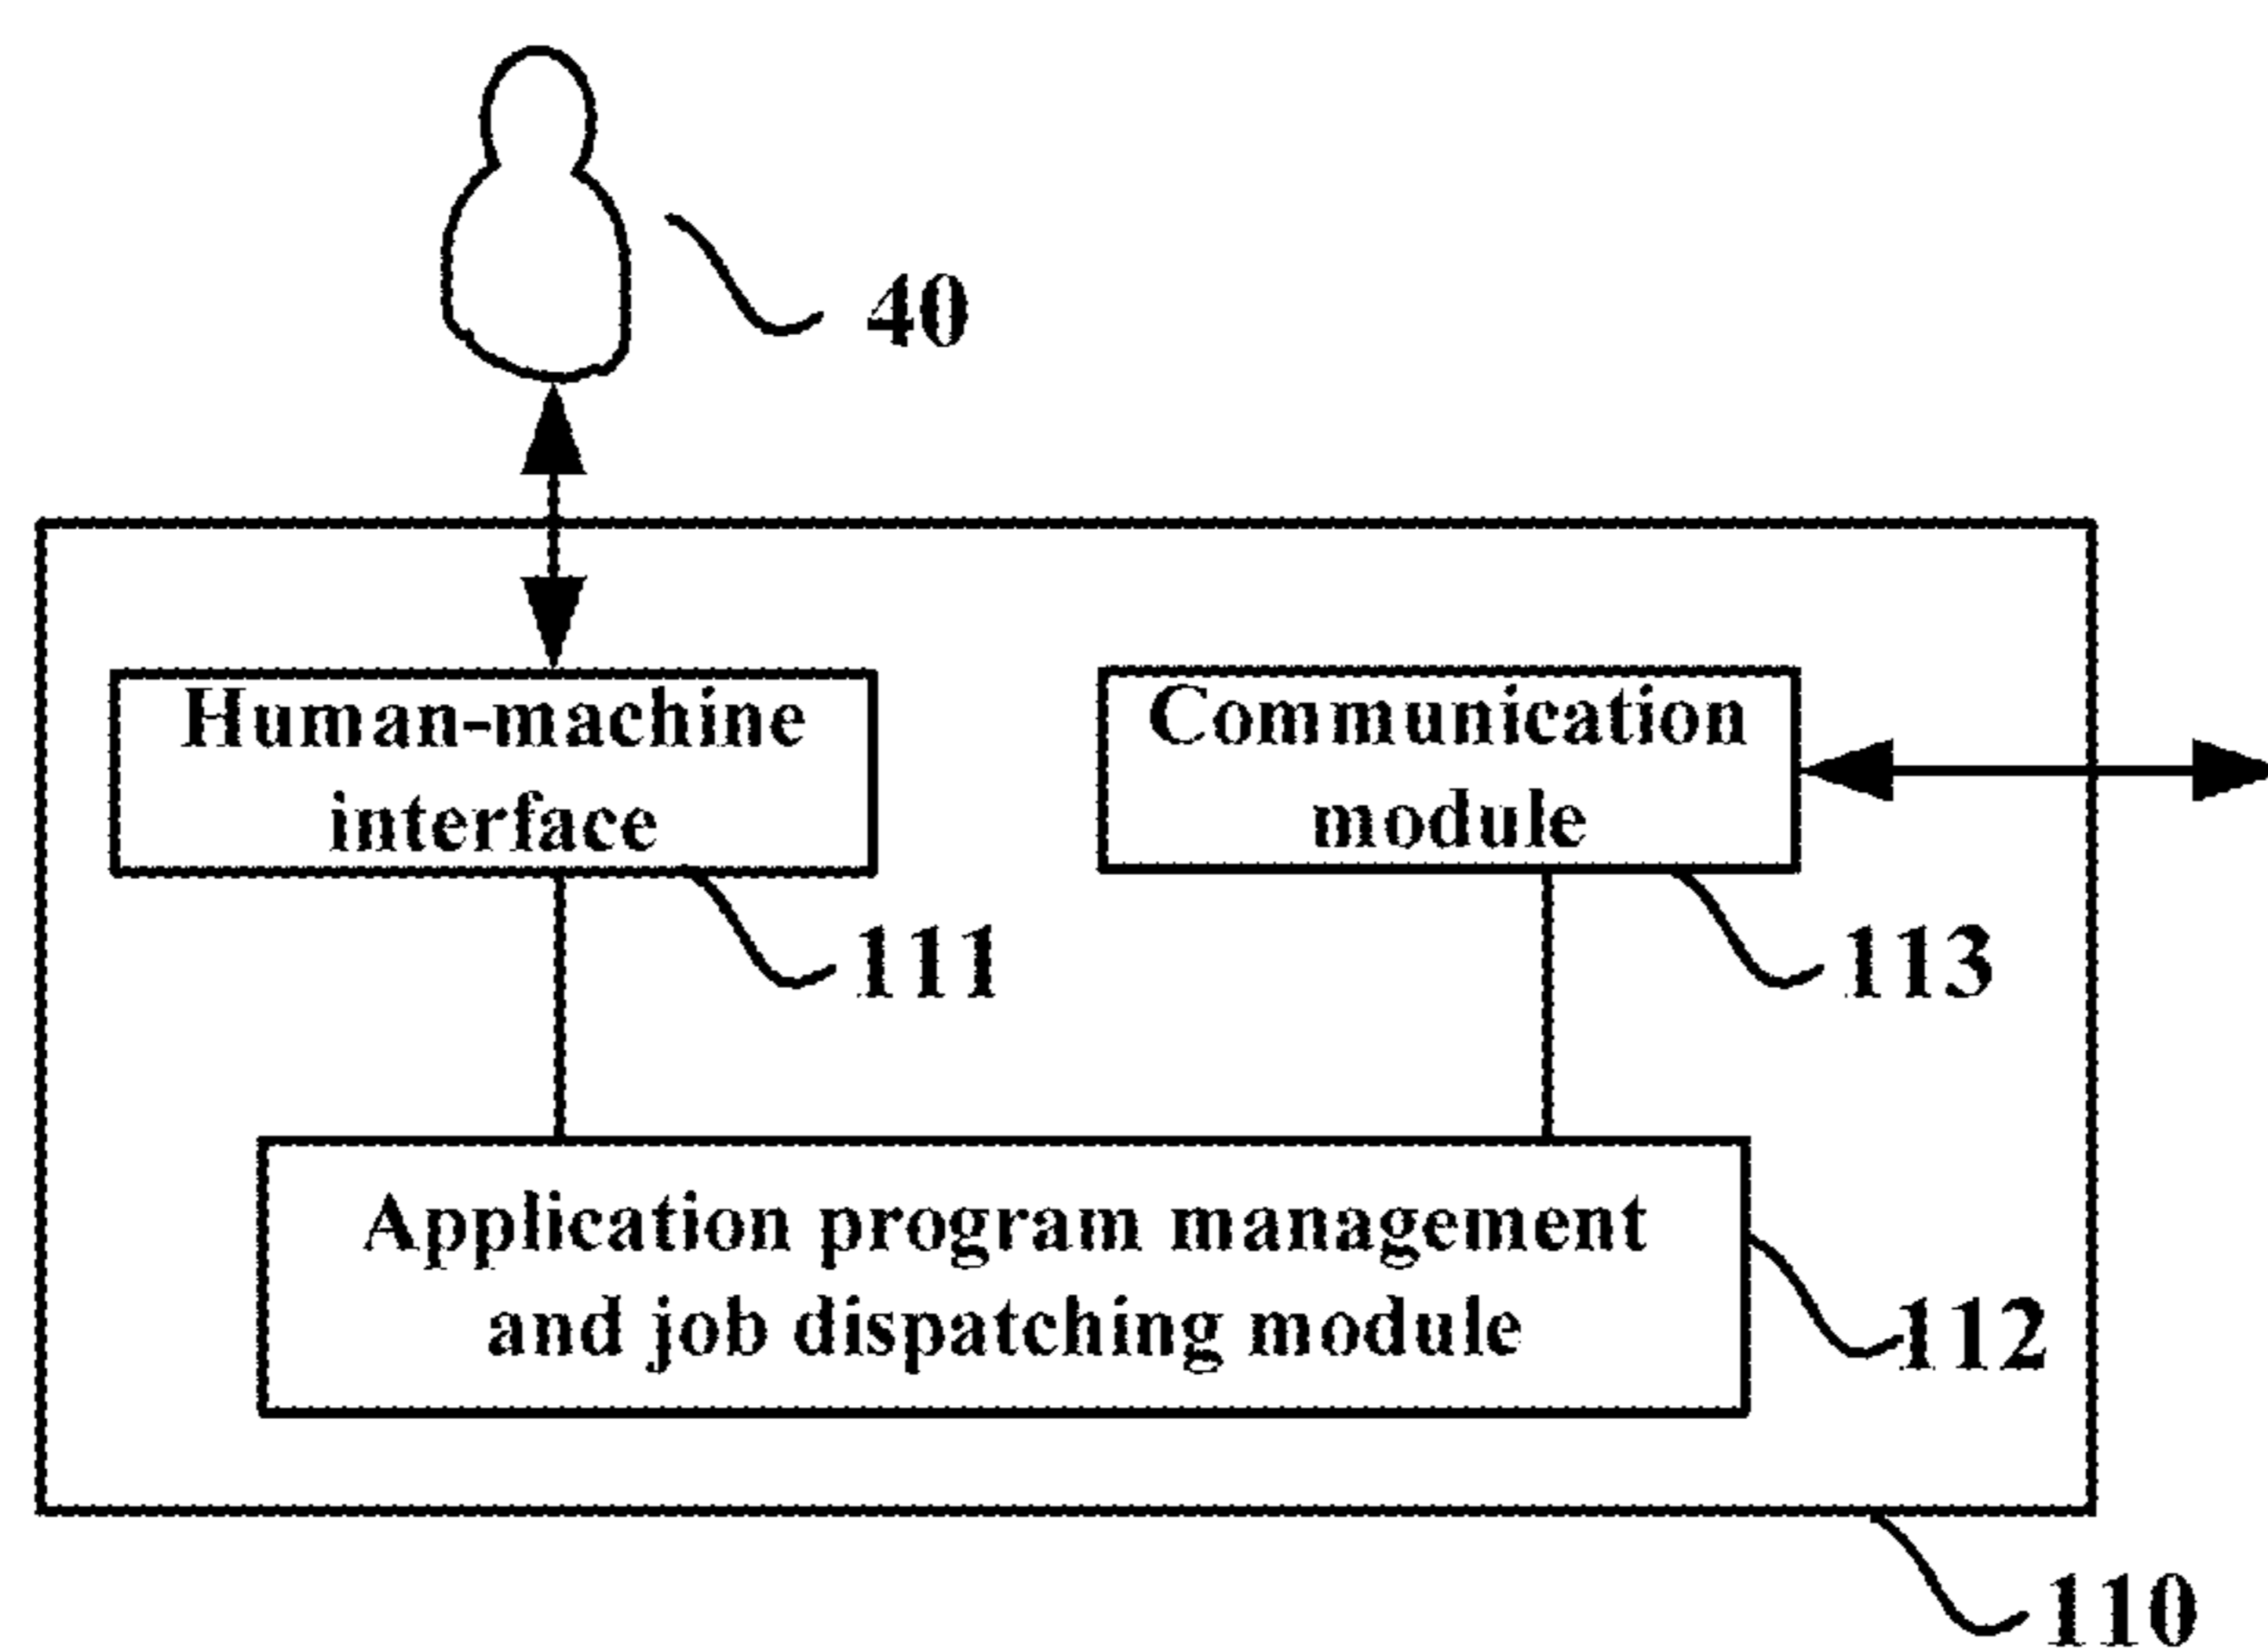 40
Human-machine
interface
Communication
module
111
113
Application program management
and job dispatching module
112
110